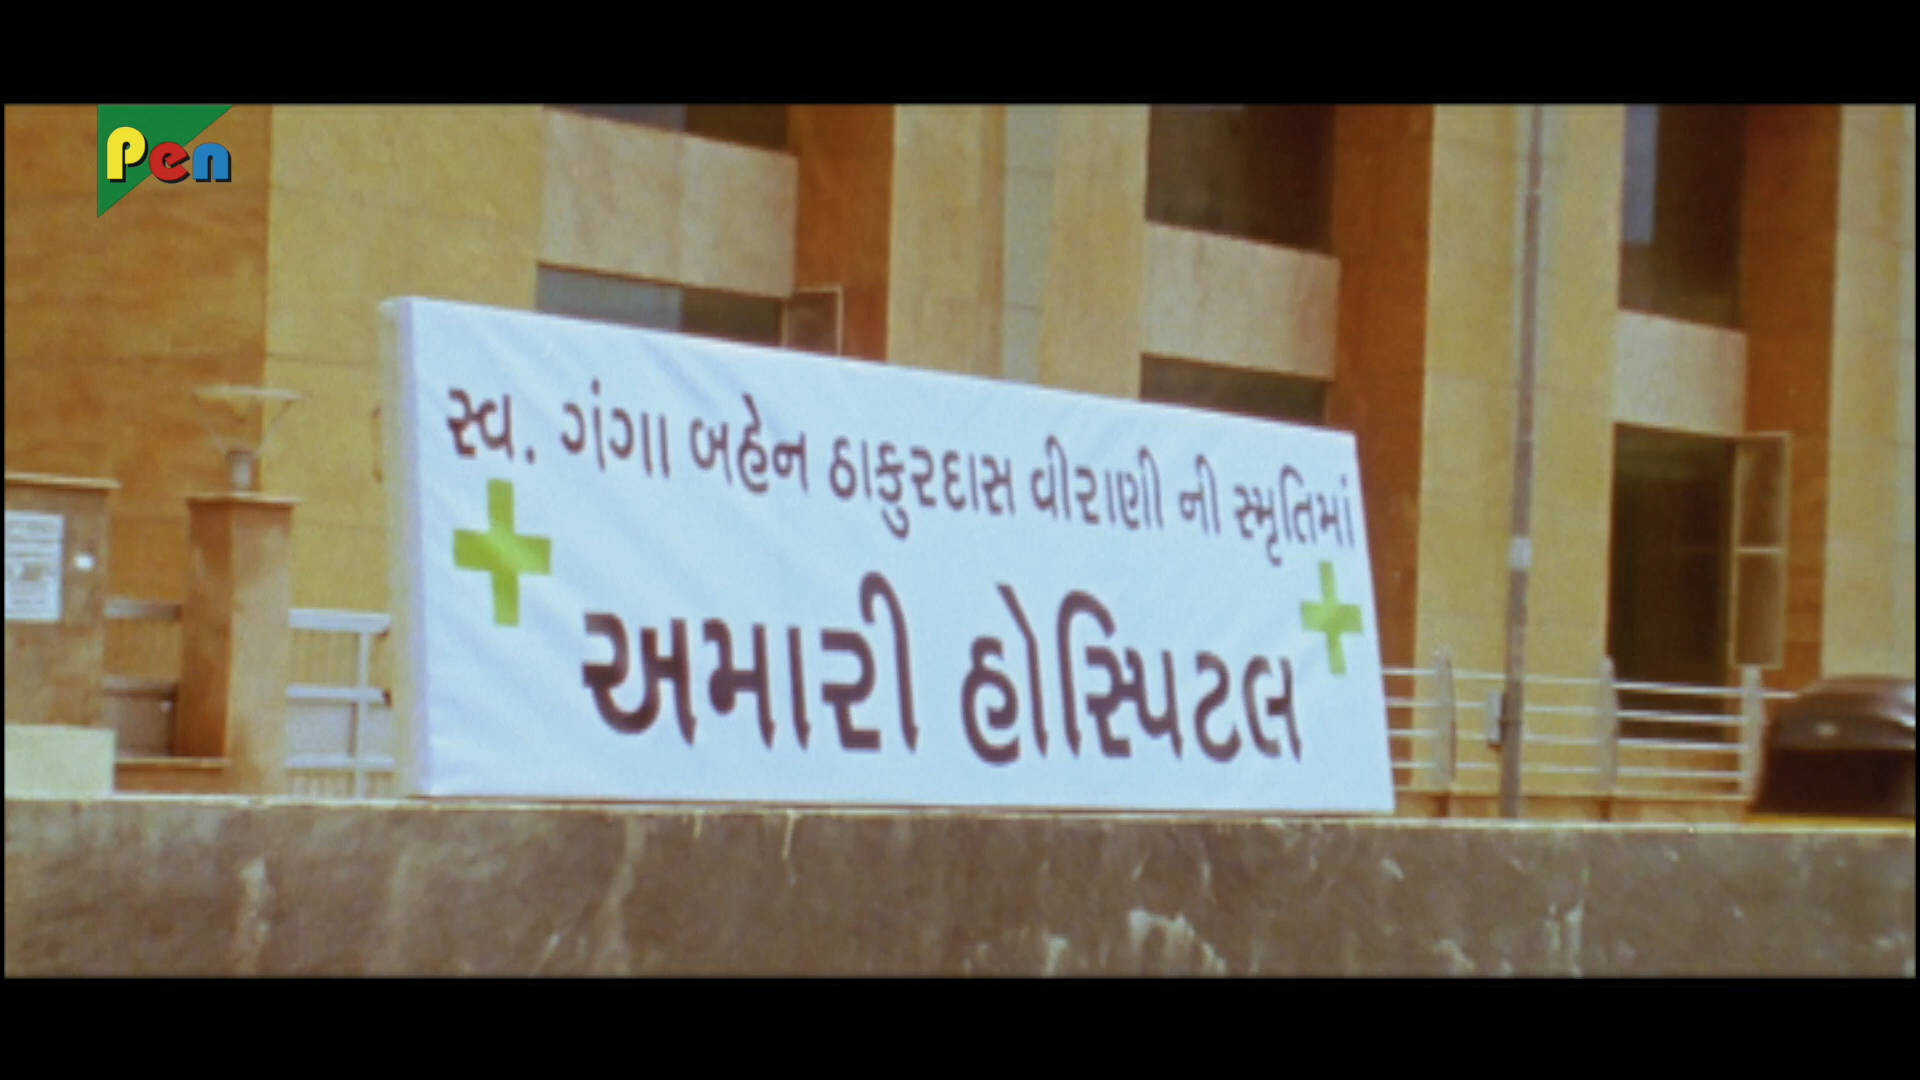 Pen
સ્વ. ગંગા બહેન ઠાકુરદાસ વીરાણી ની સ્મૃતિમાં
અમારી હોસ્પિટલ